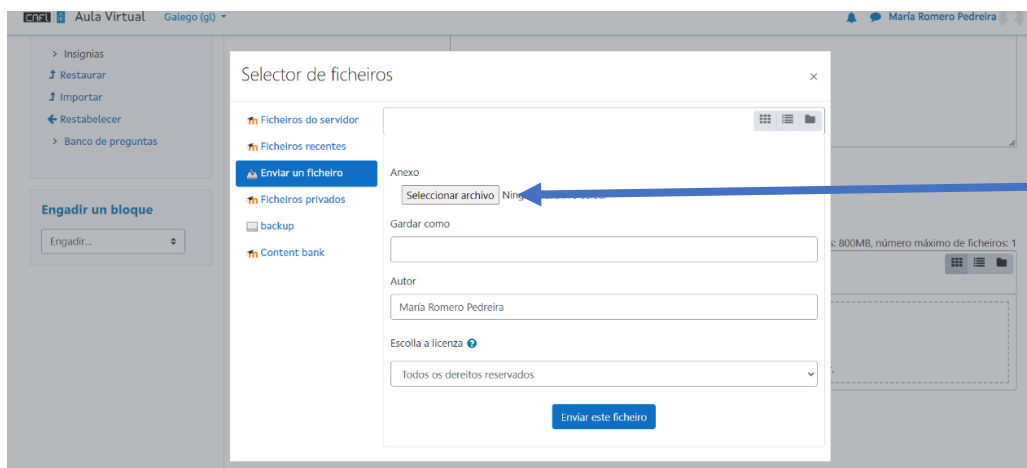 CAFI Aula Virtual Galego (gl) María Romero Pedreira
Insignias
Restaurar
Importar
Restabelecer
Banco de preguntas
Engadir un bloque
Engadir...
Selector de ficheiros ×
Ficheiros do servidor
Ficheiros recentes
Enviar un ficheiro
Ficheiros privados
backup
Content bank
Anexo
Seleccionar archivo
Gardar como
Autor
María Romero Pedreira
Escolla a licenza
Todos os dereitos reservados
Enviar este ficheiro
s: 800MB, número máximo de ficheiros: 1